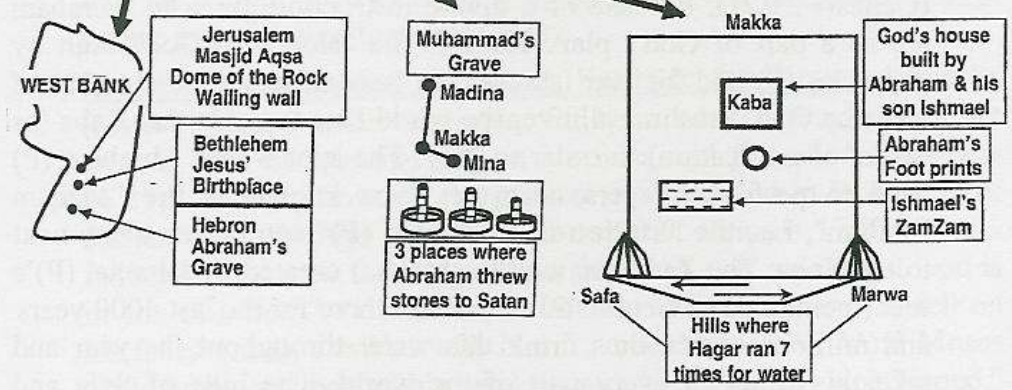 WEST BANK
Jerusalem
Masjid Aqsa
Dome of the Rock
Wailing wall
Bethlehem
Jesus'
Birthplace
Hebron
Abraham's
Grave
Muhammad's
Grave
Madina
Makka
Mina
3 places where
Abraham threw
stones to Satan
Makka
Kaba
God's house
built by
Abraham & his
son Ishmael
Abraham's
Foot prints
Ishmael's
ZamZam
Safa
Marwa
Hills where
Hagar ran 7
times for water